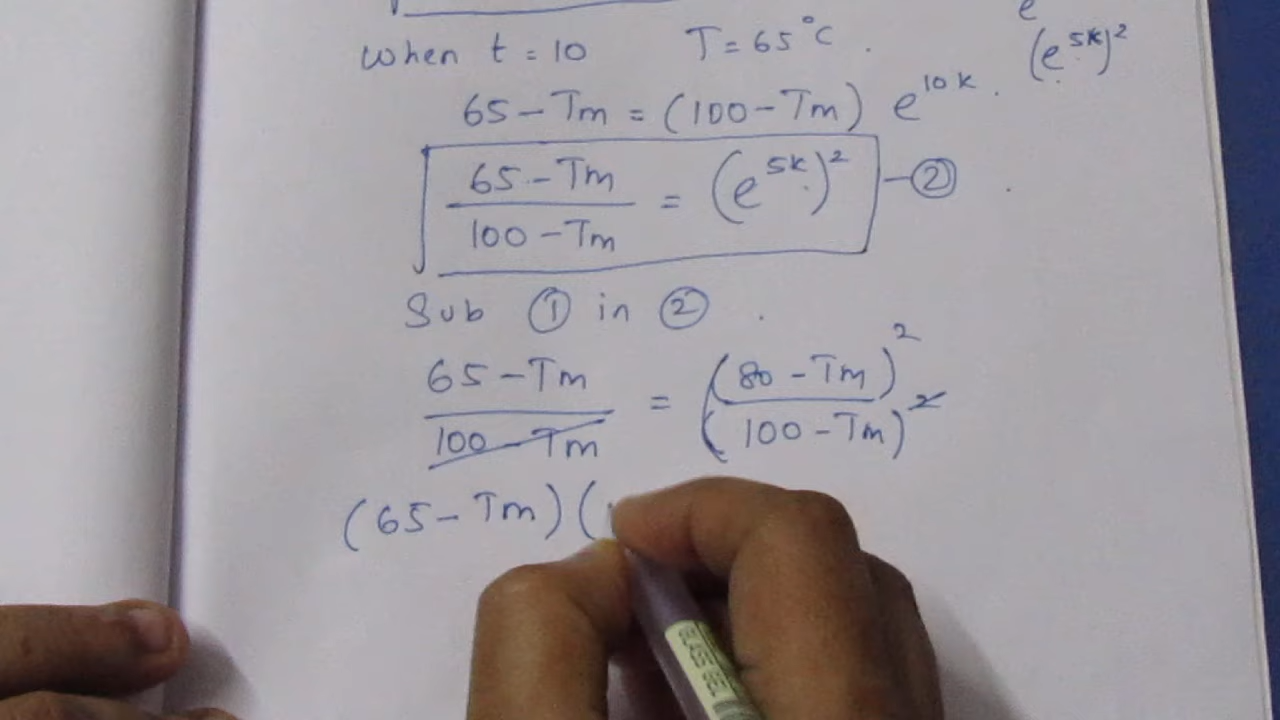 e
When t = 10 T = 65°C .
(e^5k)^2
65 - Tm = (100 - Tm) e^10k .
65 - Tm / 100 - Tm = (e^5k)^2 - ②
Sub ① in ② .
65 - Tm / 100 - Tm = (80 - Tm)^2 / (100 - Tm)^2
(65 - Tm) (